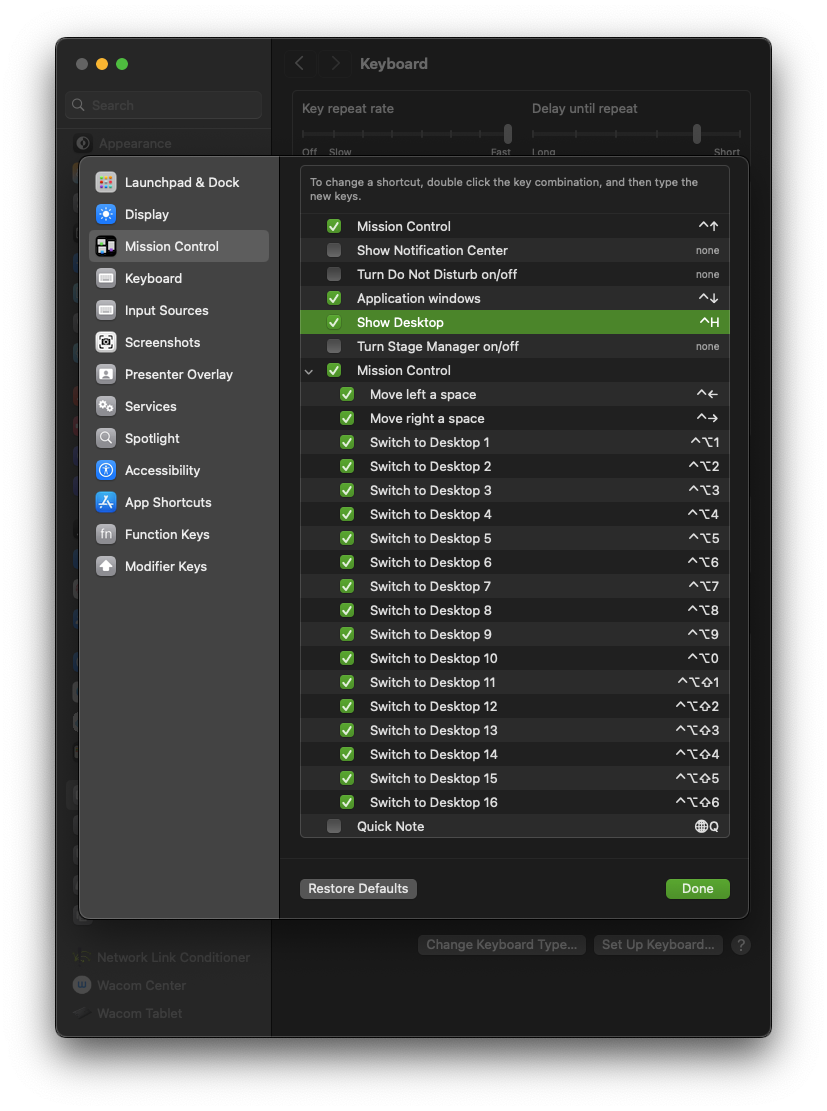 Keyboard
Search
Key repeat rate
Delay until repeat
Off Slow Fast
Long Short
Appearance
Launchpad & Dock
Display
Mission Control
Keyboard
Input Sources
Screenshots
Presenter Overlay
Services
Spotlight
Accessibility
App Shortcuts
fn Function Keys
Modifier Keys
To change a shortcut, double click the key combination, and then type the
new keys.
Mission Control ^↑
Show Notification Center none
Turn Do Not Disturb on/off none
Application windows ^↓
Show Desktop ^H
Turn Stage Manager on/off none
Mission Control
Move left a space ^←
Move right a space ^→
Switch to Desktop 1 ^⌥1
Switch to Desktop 2 ^⌥2
Switch to Desktop 3 ^⌥3
Switch to Desktop 4 ^⌥4
Switch to Desktop 5 ^⌥5
Switch to Desktop 6 ^⌥6
Switch to Desktop 7 ^⌥7
Switch to Desktop 8 ^⌥8
Switch to Desktop 9 ^⌥9
Switch to Desktop 10 ^⌥0
Switch to Desktop 11 ^⌥⇧1
Switch to Desktop 12 ^⌥⇧2
Switch to Desktop 13 ^⌥⇧3
Switch to Desktop 14 ^⌥⇧4
Switch to Desktop 15 ^⌥⇧5
Switch to Desktop 16 ^⌥⇧6
Quick Note 🌐Q
Restore Defaults
Done
Change Keyboard Type...
Set Up Keyboard...
?
Network Link Conditioner
Wacom Center
Wacom Tablet